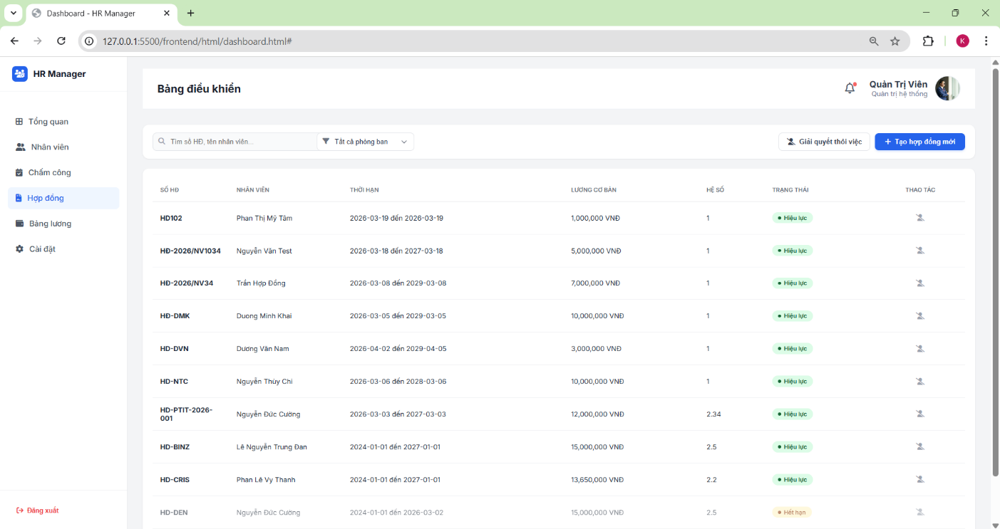 Dashboard - HR Manager
127.0.0.1:5500/frontend/html/dashboard.html#
K
HR Manager
Tổng quan
Nhân viên
Chấm công
Hợp đồng
Bảng lương
Cài đặt
Đăng xuất
Bảng điều khiển
Quản Trị Viên
Quản trị hệ thống
Tìm số HĐ, tên nhân viên...
Tất cả phòng ban
Giải quyết thôi việc
+ Tạo hợp đồng mới
SỐ HĐ NHÂN VIÊN THỜI HẠN LƯƠNG CƠ BẢN HỆ SỐ TRẠNG THÁI THAO TÁC
HD102 Phan Thị Mỹ Tâm 2026-03-19 đến 2026-03-19 1,000,000 VNĐ 1 Hiệu lực
HĐ-2026/NV1034 Nguyễn Văn Test 2026-03-18 đến 2027-03-18 5,000,000 VNĐ 1 Hiệu lực
HĐ-2026/NV34 Trần Hợp Đồng 2026-03-08 đến 2029-03-08 7,000,000 VNĐ 1 Hiệu lực
HĐ-DMK Duong Minh Khai 2026-03-05 đến 2029-03-05 10,000,000 VNĐ 1 Hiệu lực
HD-DVN Dương Văn Nam 2026-04-02 đến 2029-04-05 3,000,000 VNĐ 1 Hiệu lực
HD-NTC Nguyễn Thùy Chi 2026-03-06 đến 2028-03-06 10,000,000 VNĐ 1 Hiệu lực
HD-PTIT-2026-
001 Nguyễn Đức Cường 2026-03-03 đến 2027-03-03 12,000,000 VNĐ 2.34 Hiệu lực
HD-BINZ Lê Nguyễn Trung Đan 2024-01-01 đến 2027-01-01 15,000,000 VNĐ 2.5 Hiệu lực
HD-CRIS Phan Lê Vy Thanh 2024-01-01 đến 2027-01-01 13,650,000 VNĐ 2.2 Hiệu lực
HD-DEN Nguyễn Đức Cường 2024-01-01 đến 2026-03-02 15,000,000 VNĐ 2.5 Hết hạn